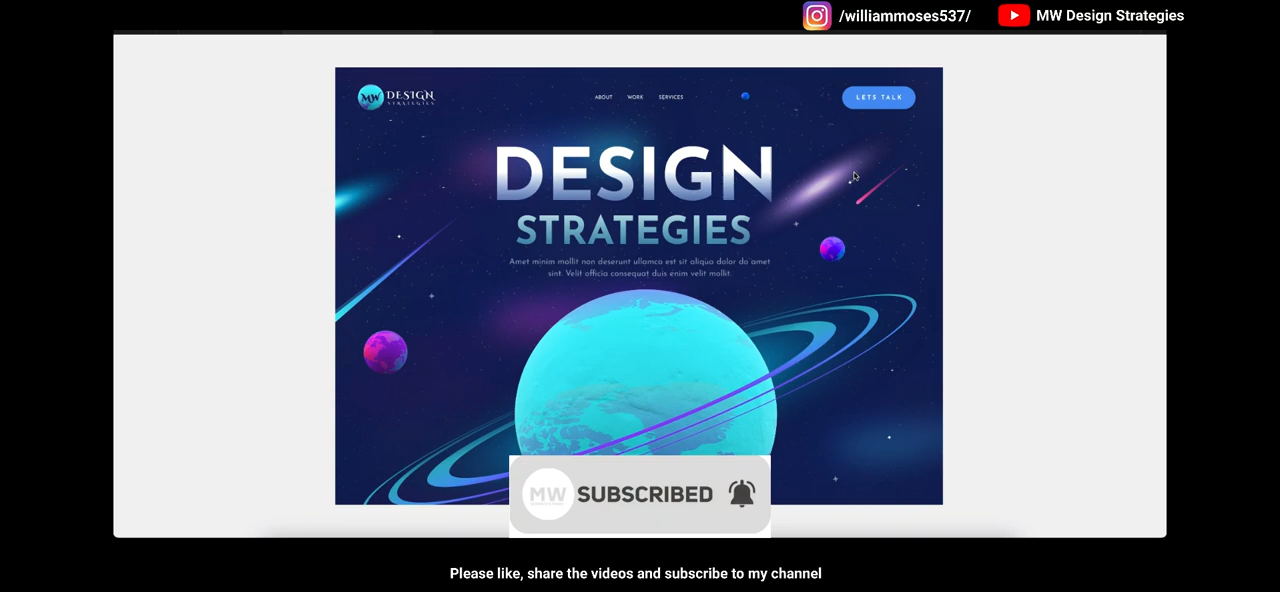 /williammoses537/
MW Design Strategies
MW DESIGN
STRATEGIES
ABOUT WORK SERVICES
LETS TALK
DESIGN
STRATEGIES
Amet minim mollit non deserunt ullamco est sit aliqua dolor do amet
sint. Velit officia consequat duis enim velit mollit.
MW
SUBSCRIBED
Please like, share the videos and subscribe to my channel